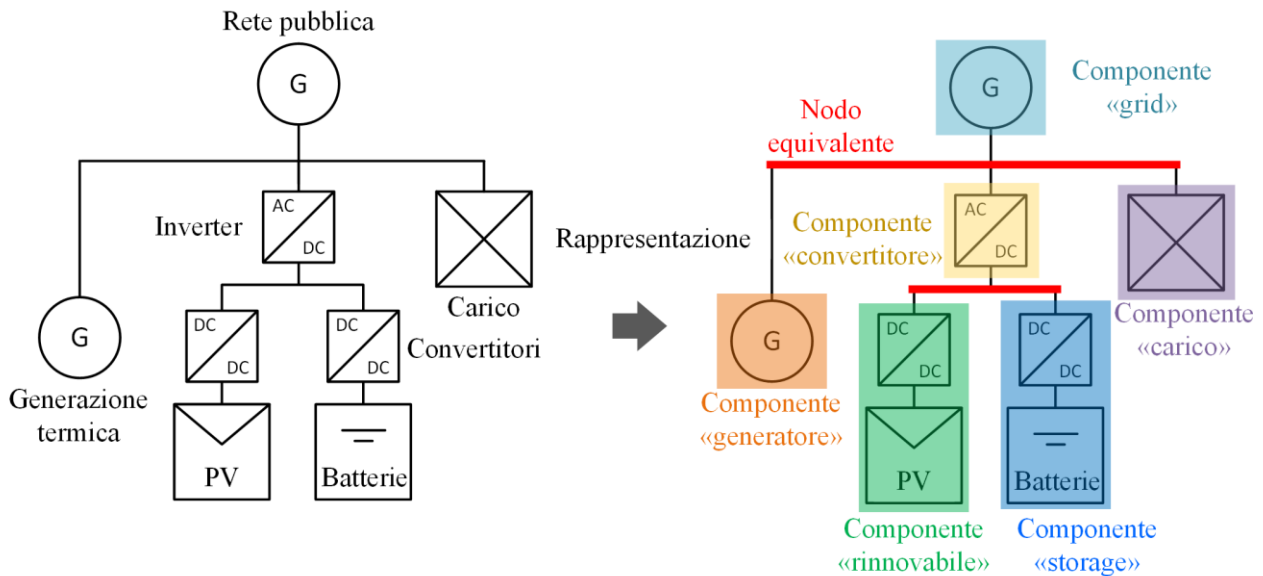 Rete pubblica
G
AC
DC
Inverter
Carico
G
Generazione
termica
DC
DC
DC
DC
Convertitori
PV
Batterie
Rappresentazione
G
Componente
«grid»
Nodo
equivalente
AC
DC
Componente
«convertitore»
Componente
«carico»
G
Componente
«generatore»
DC
DC
DC
DC
PV
Batterie
Componente
«rinnovabile»
Componente
«storage»